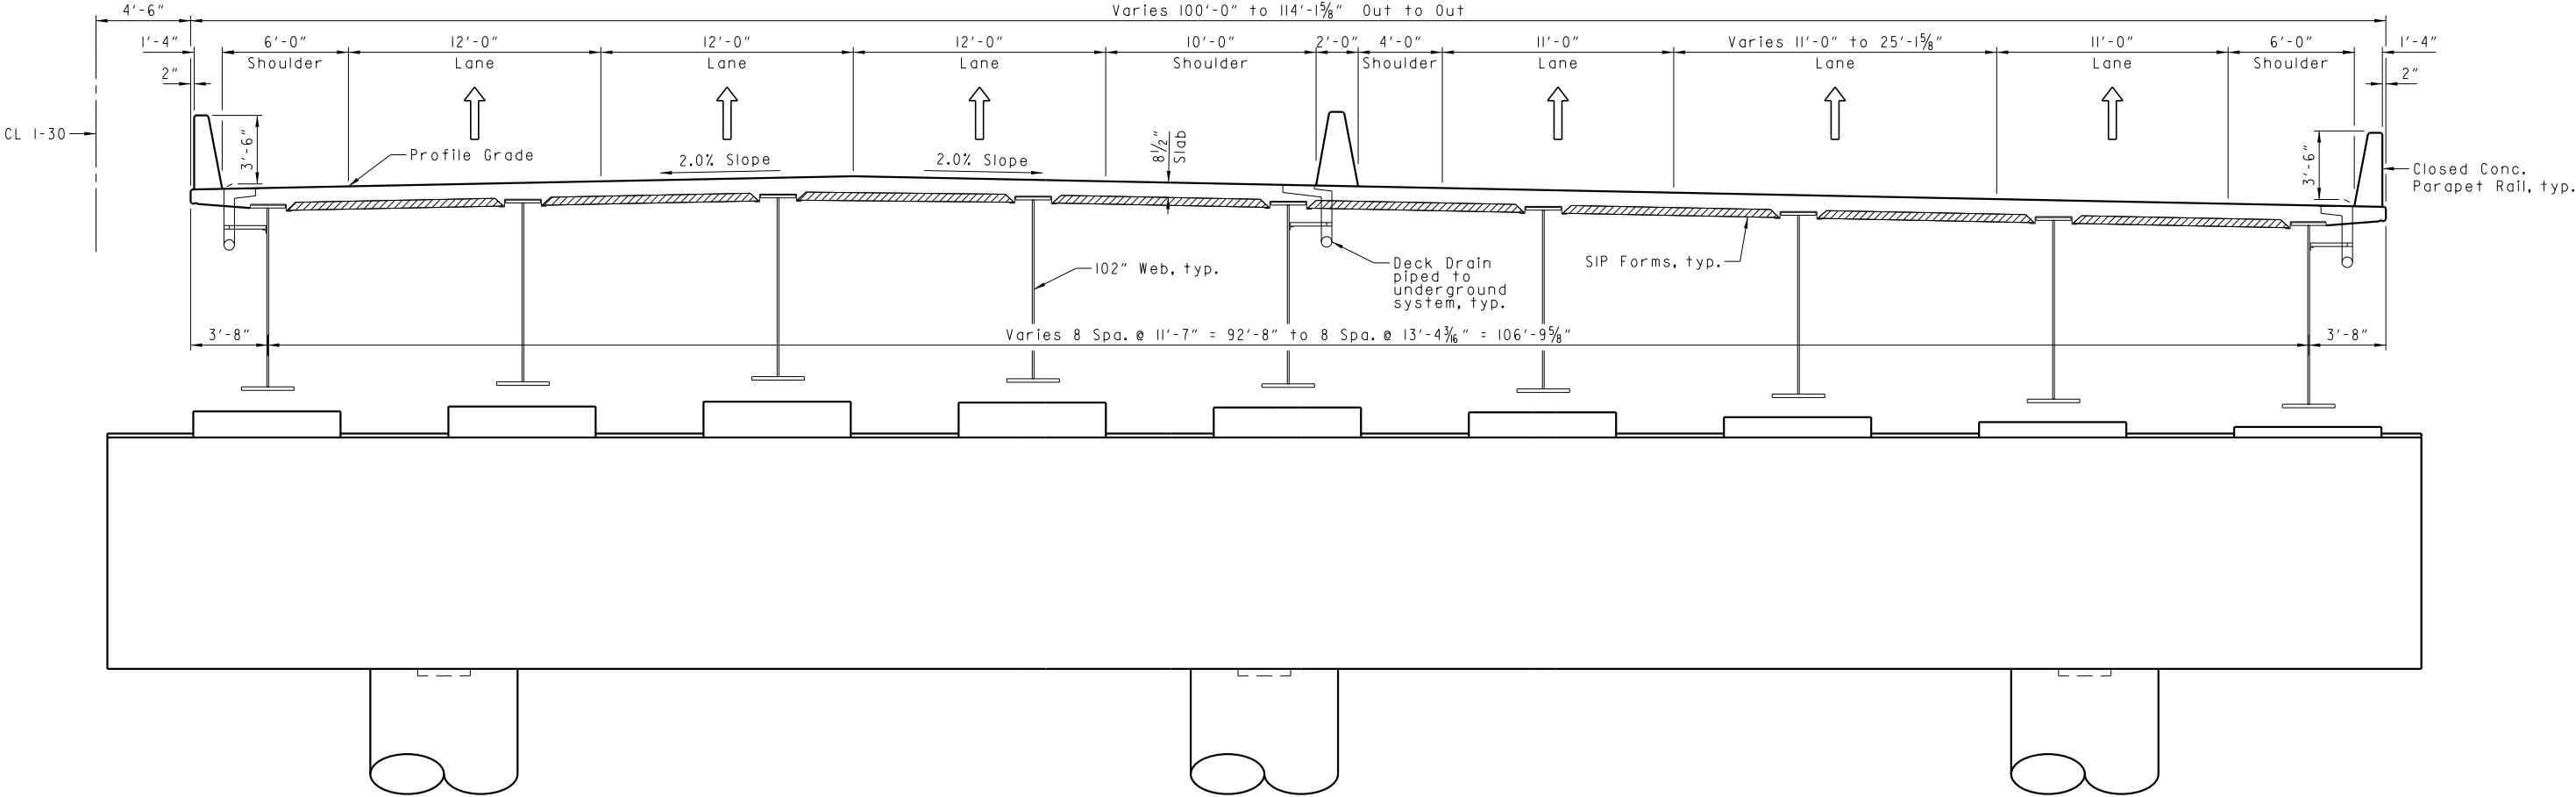 4'-6"
Varies 100'-0" to 114'-1⅝" Out to Out
1'-4"
6'-0"
12'-0"
12'-0"
12'-0"
10'-0"
2'-0"
4'-0"
11'-0"
Varies 11'-0" to 25'-1⅝"
11'-0"
6'-0"
1'-4"
Shoulder
Lane
Lane
Lane
Shoulder
Shoulder
Lane
Lane
Lane
Shoulder
2"
2"
CL I-30
3'-6"
Profile Grade
2.0% Slope
2.0% Slope
8½"
Slab
3'-6"
Closed Conc.
Parapet Rail, typ.
102" Web, typ.
Deck Drain
piped to
underground
system, typ.
SIP Forms, typ.
3'-8"
Varies 8 Spa. @ 11'-7" = 92'-8" to 8 Spa. @ 13'-4³⁄₁₆" = 106'-9⅝"
3'-8"